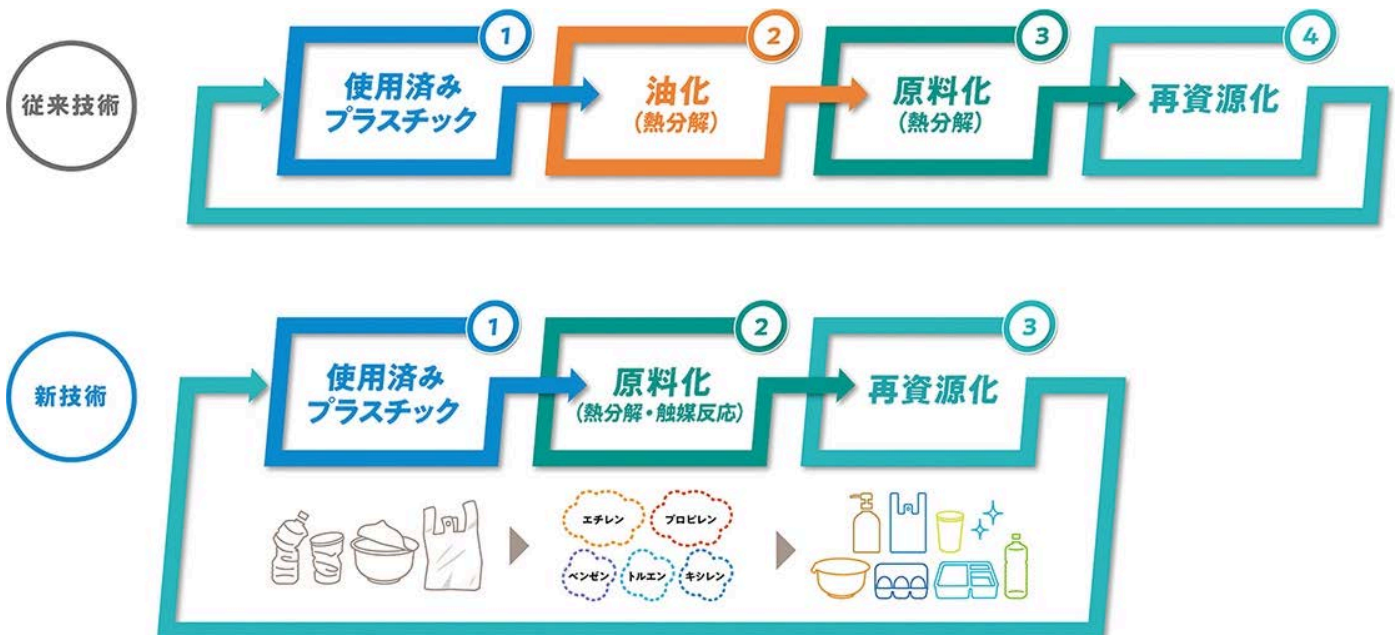 従来技術
1
使用済み
プラスチック
2
油化
(熱分解)
3
原料化
(熱分解)
4
再資源化
新技術
1
使用済み
プラスチック
2
原料化
(熱分解・触媒反応)
3
再資源化
エチレン
プロピレン
ベンゼン
トルエン
キシレン